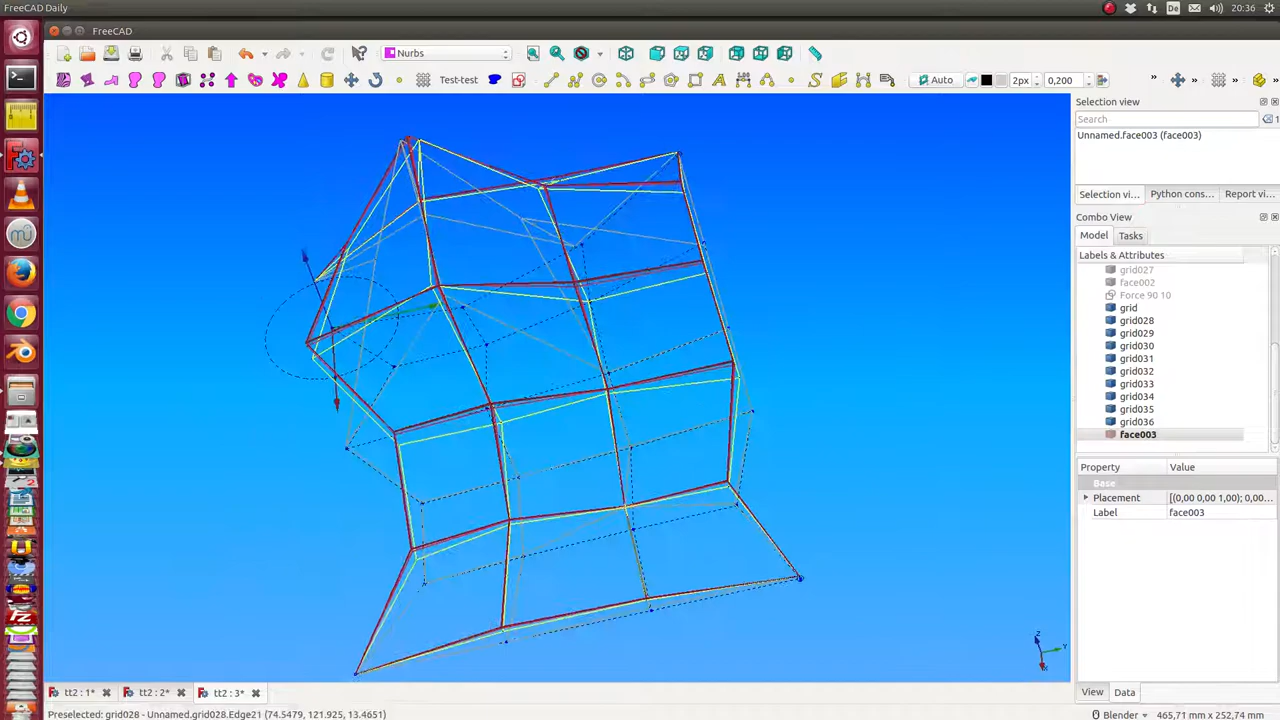 FreeCAD Daily
De
20:36
FreeCAD
Nurbs
Test-test
Auto
2px
0,200
Selection view
Search
1
Unnamed.face003 (face003)
Selection vi...
Python cons...
Report vi...
Combo View
Model
Tasks
Labels & Attributes
grid027
face002
Force 90 10
grid
grid028
grid029
grid030
grid031
grid032
grid033
grid034
grid035
grid036
face003
Property
Value
Base
Placement
[(0,00 0,00 1,00); 0,00...
Label
face003
Z
Y
X
tt2 : 1*
tt2 : 2*
tt2 : 3*
View
Data
Preselected: grid028 - Unnamed.grid028.Edge21 (74.5479, 121.925, 13.4651)
Blender
465,71 mm x 252,74 mm